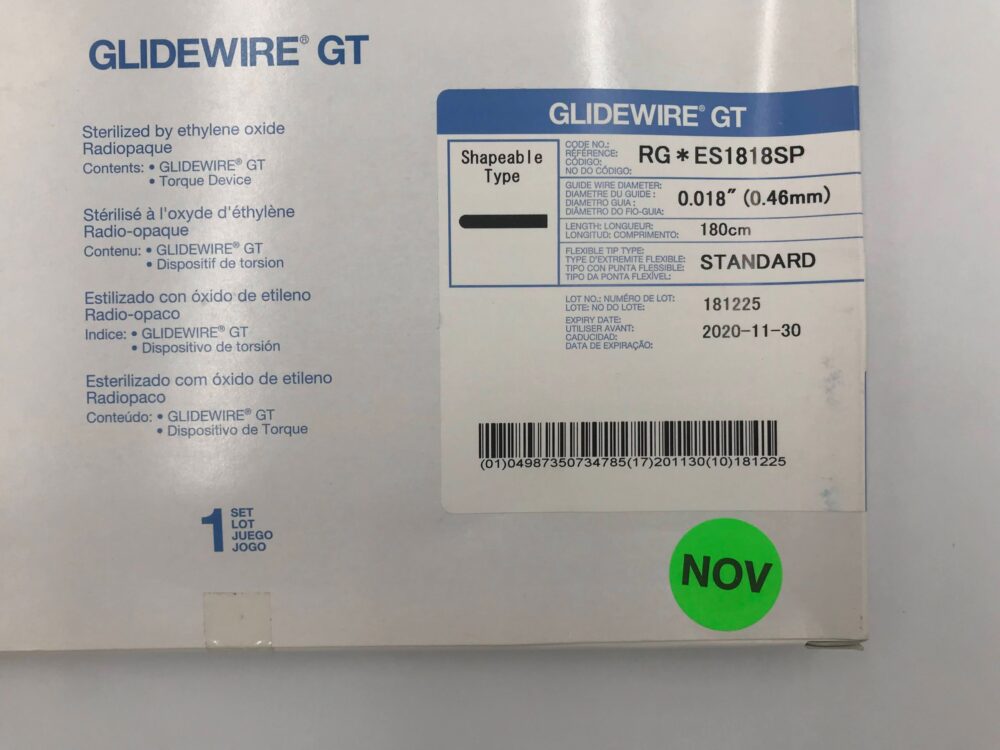 GLIDEWIRE® GT
Sterilized by ethylene oxide
Radiopaque
Contents: • GLIDEWIRE® GT
• Torque Device
Stérilisé à l'oxyde d'éthylène
Radio-opaque
Contenu: • GLIDEWIRE® GT
• Dispositif de torsion
Estilizado con óxido de etileno
Radio-opaco
Indice: • GLIDEWIRE® GT
• Dispositivo de torsión
Esterilizado com óxido de etileno
Radiopaco
Conteúdo: • GLIDEWIRE® GT
• Dispositivo de Torque
1 SET
LOT
JUEGO
JOGO
GLIDEWIRE® GT
Shapeable
Type
CODE NO.:
RÉFÉRENCE:
CÓDIGO:
NO DO CÓDIGO:
RG*ES1818SP
GUIDE WIRE DIAMETER:
DIAMETRE DU GUIDE :
DIAMETRO GUIA :
DIÂMETRO DO FIO-GUIA:
0.018" (0.46mm)
LENGTH: LONGUEUR:
LONGITUD: COMPRIMENTO:
180cm
FLEXIBLE TIP TYPE:
TYPE D'EXTREMITE FLEXIBLE:
TIPO CON PUNTA FLESSIBLE:
TIPO DA PONTA FLEXÍVEL:
STANDARD
LOT NO.: NUMÉRO DE LOT:
LOTE: NO DO LOTE:
181225
EXPIRY DATE:
UTILISER AVANT:
CADUCIDAD:
DATA DE EXPIRAÇÃO:
2020-11-30
(01)04987350734785(17)201130(10)181225
NOV